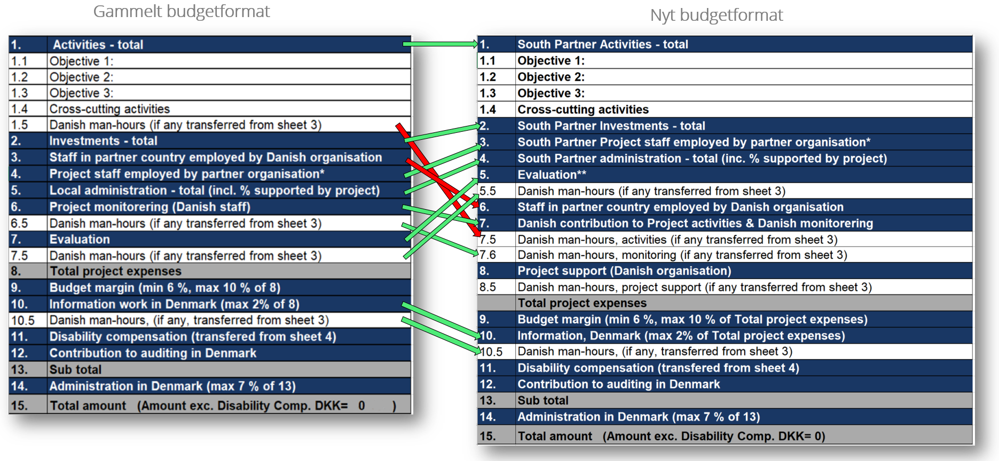 Gammelt budgetformat
1. Activities - total
1.1 Objective 1:
1.2 Objective 2:
1.3 Objective 3:
1.4 Cross-cutting activities
1.5 Danish man-hours (if any transferred from sheet 3)
2. Investments - total
3. Staff in partner country employed by Danish organisation
4. Project staff employed by partner organisation*
5. Local administration - total (incl. % supported by project)
6. Project monitorering (Danish staff)
6.5 Danish man-hours (if any transferred from sheet 3)
7. Evaluation
7.5 Danish man-hours (if any transferred from sheet 3)
8. Total project expenses
9. Budget margin (min 6 %, max 10 % of 8)
10. Information work in Denmark (max 2% of 8)
10.5 Danish man-hours, (if any, transferred from sheet 3)
11. Disability compensation (transfered from sheet 4)
12. Contribution to auditing in Denmark
13. Sub total
14. Administration in Denmark (max 7 % of 13)
15. Total amount (Amount exc. Disability Comp. DKK= 0 )
Nyt budgetformat
1. South Partner Activities - total
1.1 Objective 1:
1.2 Objective 2:
1.3 Objective 3:
1.4 Cross-cutting activities
2. South Partner Investments - total
3. South Partner Project staff employed by partner organisation*
4. South Partner administration - total (inc. % supported by project)
5. Evaluation**
5.5 Danish man-hours (if any transferred from sheet 3)
6. Staff in partner country employed by Danish organisation
7. Danish contribution to Project activities & Danish monitorering
7.5 Danish man-hours, activities (if any transferred from sheet 3)
7.6 Danish man-hours, monitoring (if any transferred from sheet 3)
8. Project support (Danish organisation)
8.5 Danish man-hours, project support (if any transferred from sheet 3)
Total project expenses
9. Budget margin (min 6 %, max 10 % of Total project expenses)
10. Information, Denmark (max 2% of Total project expenses)
10.5 Danish man-hours, (if any, transferred from sheet 3)
11. Disability compensation (transfered from sheet 4)
12. Contribution to auditing in Denmark
13. Sub total
14. Administration in Denmark (max 7 % of 13)
15. Total amount (Amount exc. Disability Comp. DKK= 0)